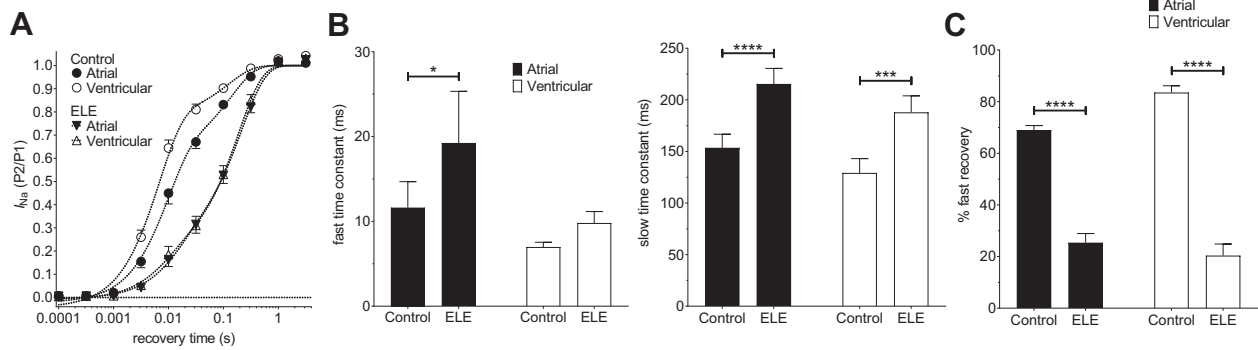 A
Control
Atrial
Ventricular
ELE
Atrial
Ventricular
1.0
0.9
0.8
0.7
0.6
0.5
0.4
0.3
0.2
0.1
0.0
I Na (P2/P1)
0.0001 0.001 0.01 0.1 1
recovery time (s)
B
30
20
10
0
fast time constant (ms)
*
Atrial
Ventricular
Control ELE Control ELE
250
200
150
100
50
0
slow time constant (ms)
****
***
Control ELE Control ELE
C
Atrial
Ventricular
100
80
60
40
20
0
% fast recovery
****
****
Control ELE Control ELE